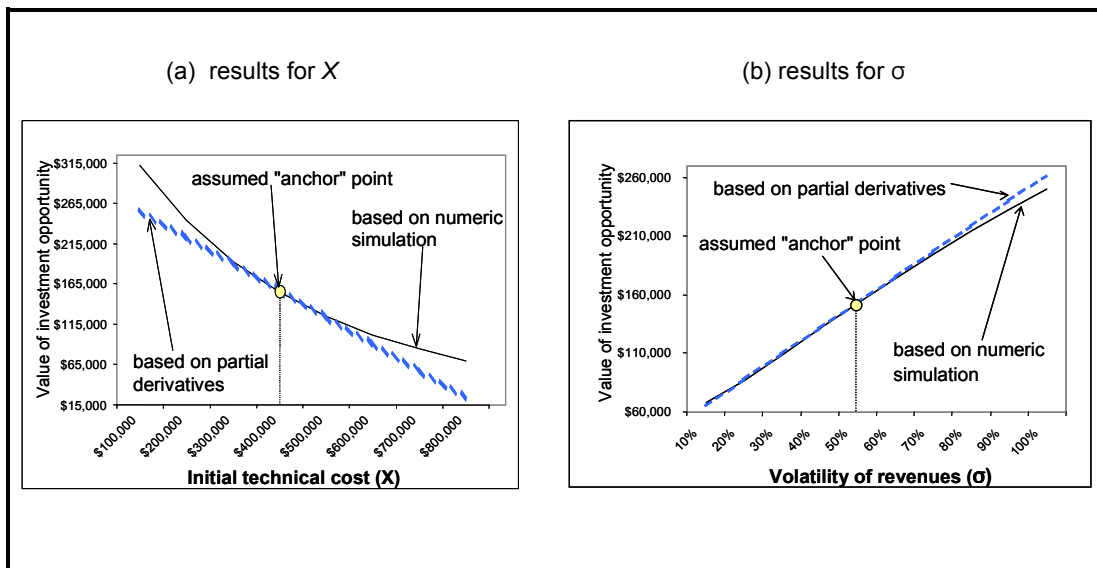 (a) results for X
(b) results for σ
Value of investment opportunity
$315,000
$265,000
$215,000
$165,000
$115,000
$65,000
$15,000
assumed "anchor" point
based on numeric
simulation
based on partial
derivatives
$100,000
$200,000
$300,000
$400,000
$500,000
$600,000
$700,000
$800,000
Initial technical cost (X)
Value of investment opportunity
$260,000
$210,000
$160,000
$110,000
$60,000
based on partial derivatives
assumed "anchor" point
based on numeric
simulation
10%
20%
30%
40%
50%
60%
70%
80%
90%
100%
Volatility of revenues (σ)